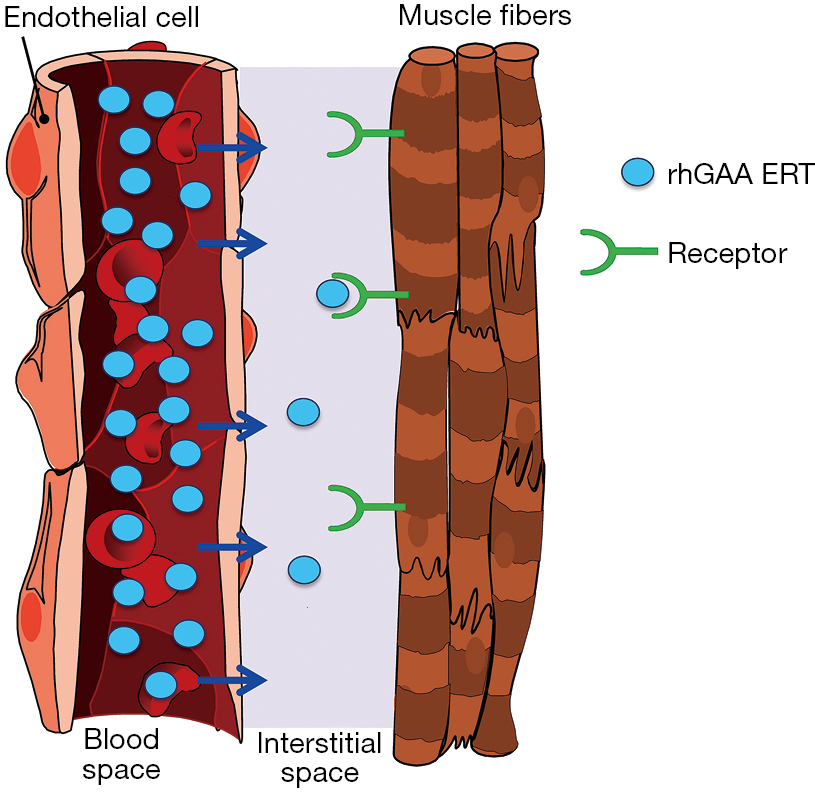 Endothelial cell
Muscle fibers
rhGAA ERT
Receptor
Blood
space
Interstitial
space